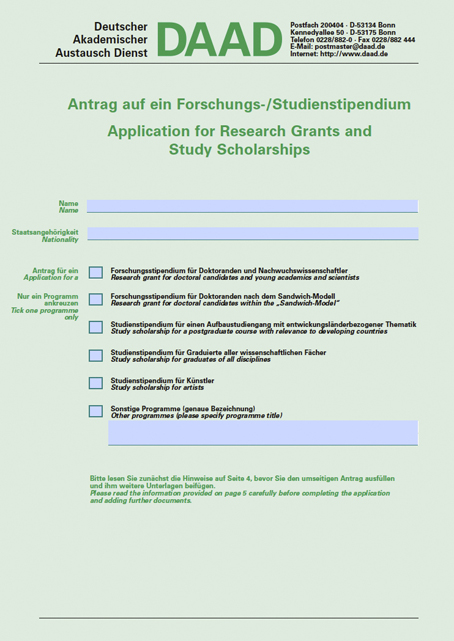 Deutscher
Akademischer
Austausch Dienst
DAAD
Postfach 200404 · D-53134 Bonn
Kennedyallee 50 · D-53175 Bonn
Telefon 0228/882-0 · Fax 0228/882 444
E-Mail: postmaster@daad.de
Internet: http://www.daad.de
Antrag auf ein Forschungs-/Studienstipendium
Application for Research Grants and
Study Scholarships
Name
Name
Staatsangehörigkeit
Nationality
Antrag für ein
Application for a
Nur ein Programm
ankreuzen
Tick one programme
only
Forschungsstipendium für Doktoranden und Nachwuchswissenschaftler
Research grant for doctoral candidates and young academics and scientists
Forschungsstipendium für Doktoranden nach dem Sandwich-Modell
Research grant for doctoral candidates within the „Sandwich-Model“
Studienstipendium für einen Aufbaustudiengang mit entwicklungsländerbezogener Thematik
Study scholarship for a postgraduate course with relevance to developing countries
Studienstipendium für Graduierte aller wissenschaftlichen Fächer
Study scholarship for graduates of all disciplines
Studienstipendium für Künstler
Study scholarship for artists
Sonstige Programme (genaue Bezeichnung)
Other programmes (please specify programme title)
Bitte lesen Sie zunächst die Hinweise auf Seite 4, bevor Sie den umseitigen Antrag ausfüllen
und ihm weitere Unterlagen beifügen.
Please read the information provided on page 5 carefully before completing the application
and adding further documents.